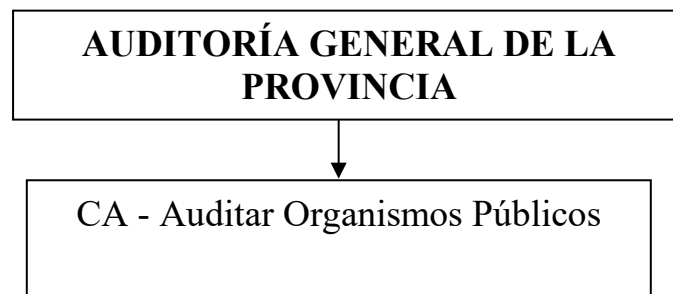 AUDITORÍA GENERAL DE LA
PROVINCIA
CA - Auditar Organismos Públicos